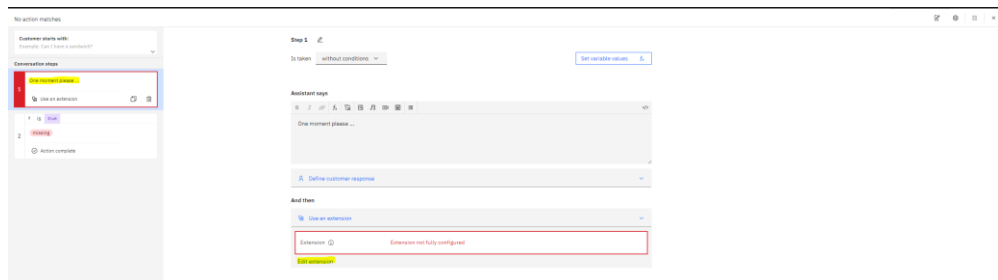 No action matches
Customer starts with:
Example: Can I have a sandwich?
Conversation steps
1
One moment please ...
Use an extension
? is true
2
missing
Action complete
Step 1
Is taken without conditions
Set variable values
Assistant says
One moment please ...
Define customer response
And then
Use an extension
Extension
Extension not fully configured
Edit extension